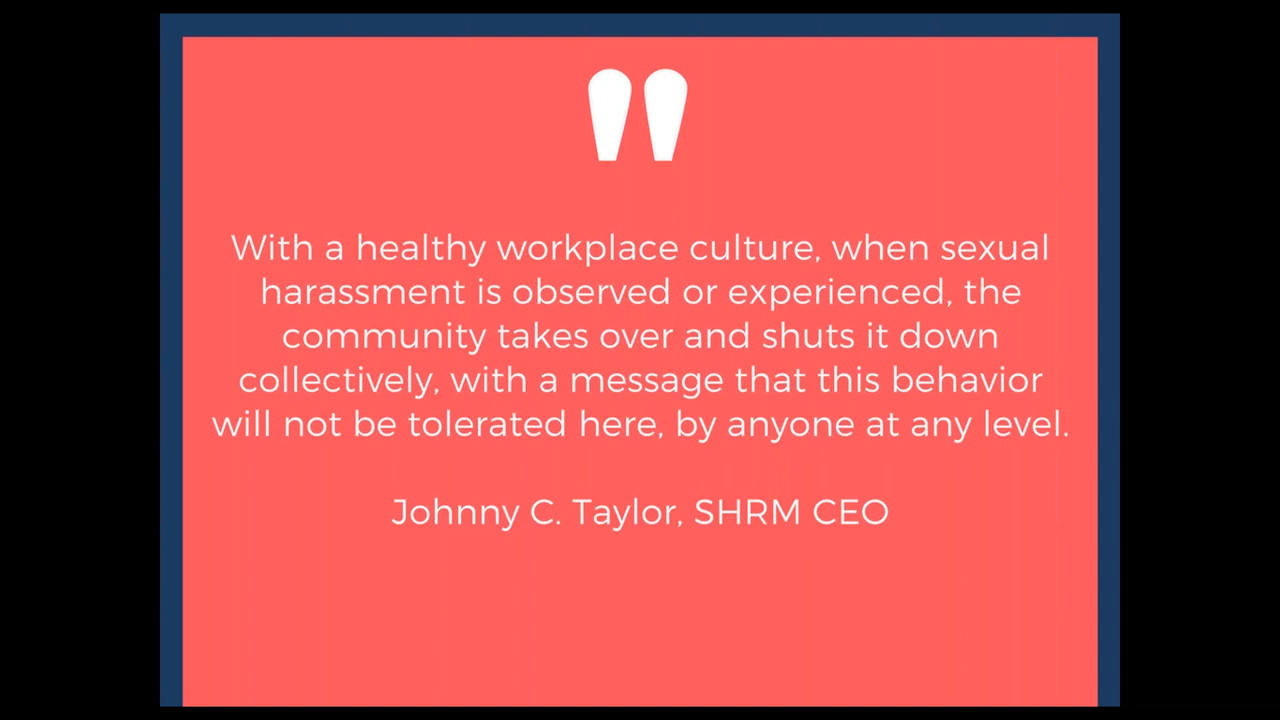 "
With a healthy workplace culture, when sexual
harassment is observed or experienced, the
community takes over and shuts it down
collectively, with a message that this behavior
will not be tolerated here, by anyone at any level.
Johnny C. Taylor, SHRM CEO